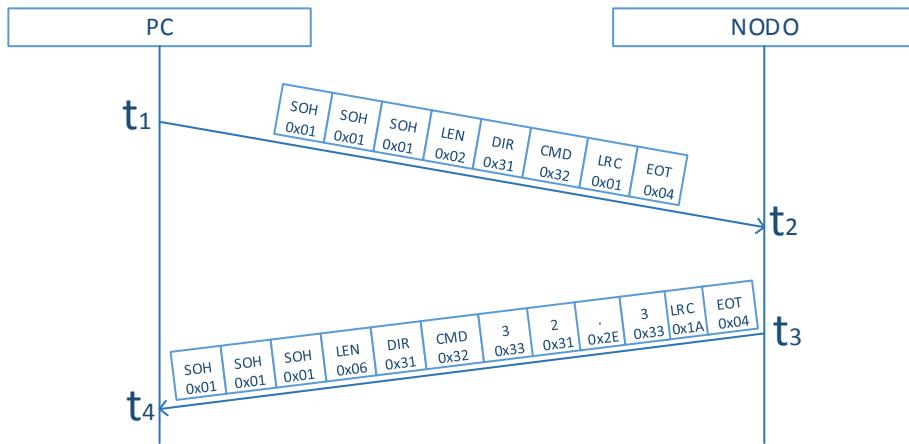 PC
NODO
t1
SOH
0x01
SOH
0x01
SOH
0x01
LEN
0x02
DIR
0x31
CMD
0x32
LRC
0x01
EOT
0x04
t2
SOH
0x01
SOH
0x01
SOH
0x01
LEN
0x06
DIR
0x31
CMD
0x32
3
0x33
2
0x31
.
0x2E
3
0x33
LRC
0x1A
EOT
0x04
t3
t4